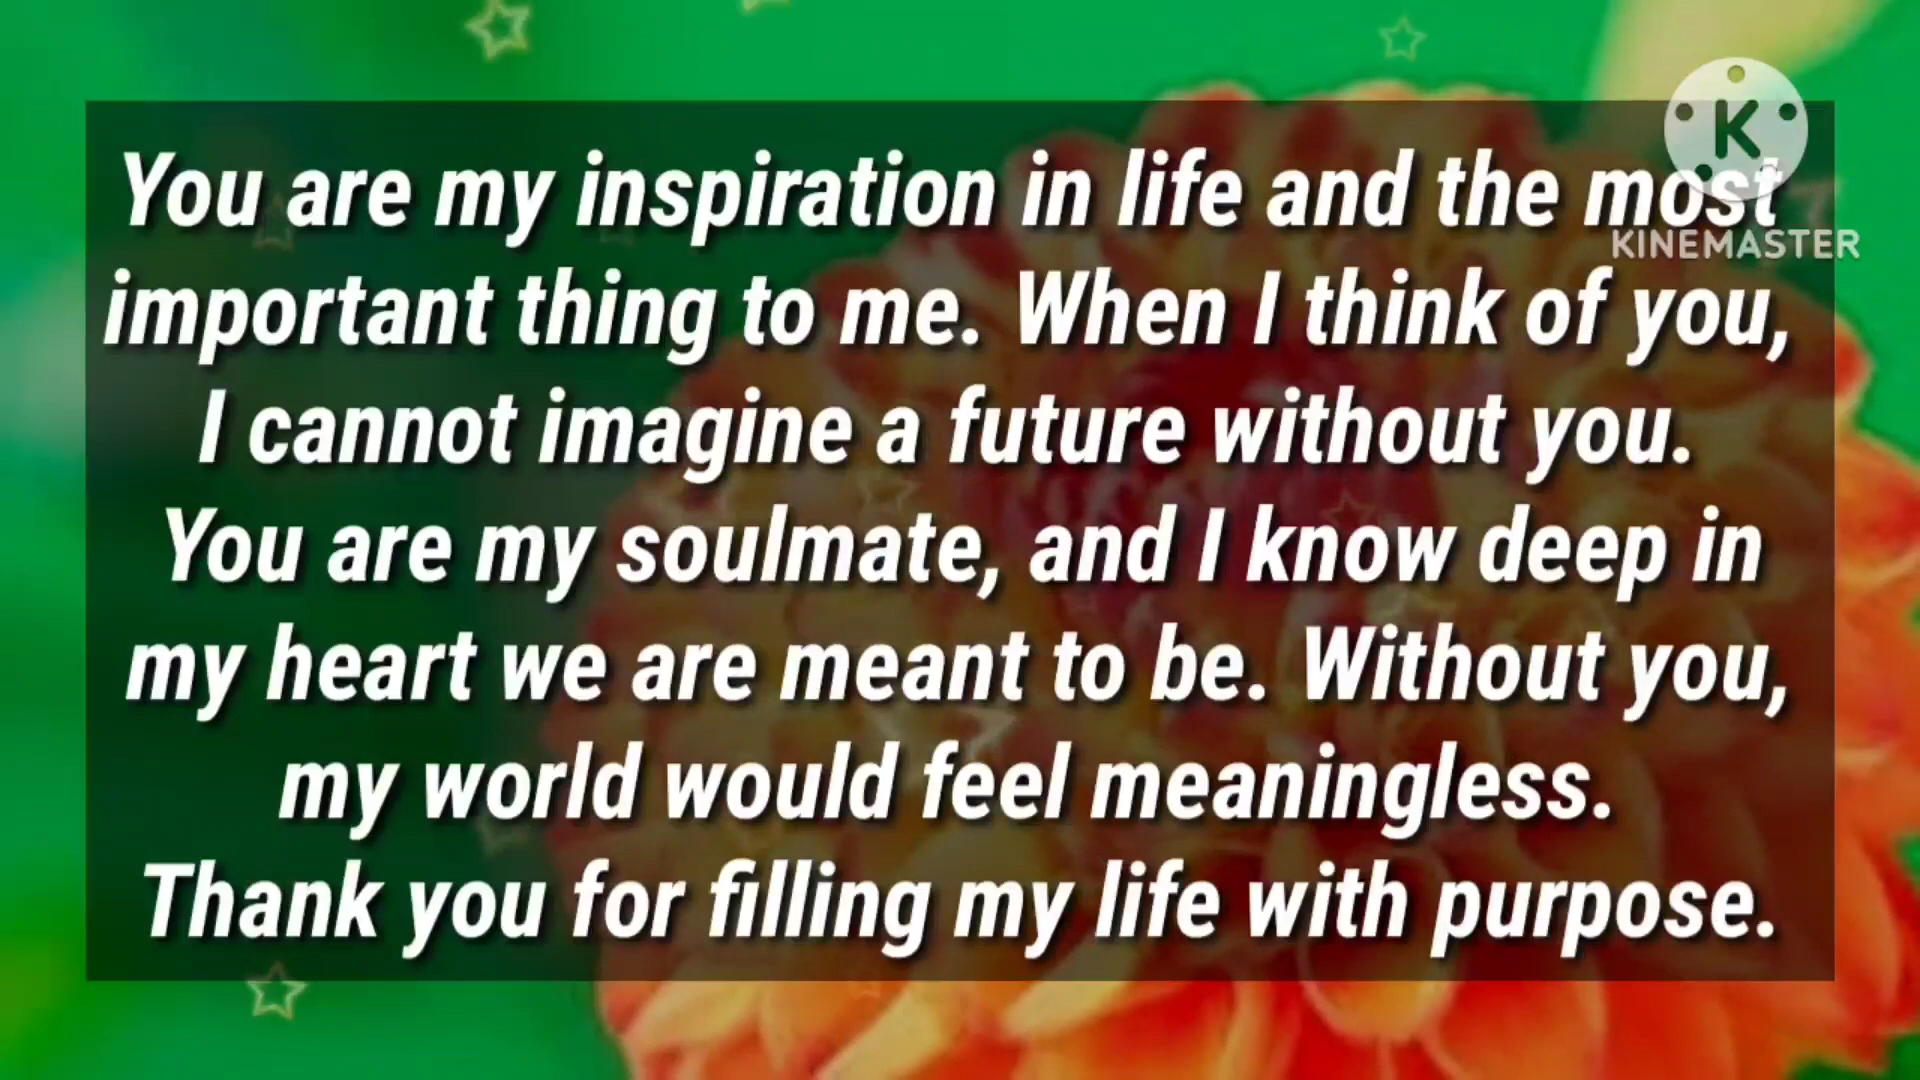 You are my inspiration in life and the most
KINEMASTER
important thing to me. When I think of you,
I cannot imagine a future without you.
You are my soulmate, and I know deep in
my heart we are meant to be. Without you,
my world would feel meaningless.
Thank you for filling my life with purpose.